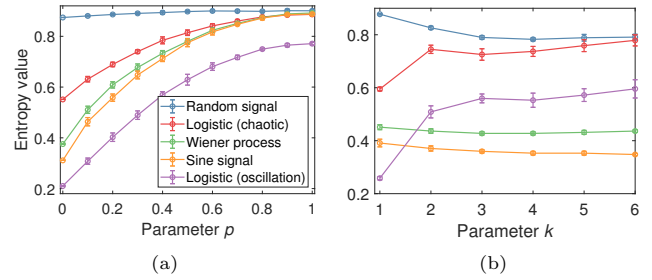 Entropy value
0.8
0.6
0.4
0.2
0 0.2 0.4 0.6 0.8 1
Parameter p
Random signal
Logistic (chaotic)
Wiener process
Sine signal
Logistic (oscillation)
(a)
0.8
0.6
0.4
0.2
1 2 3 4 5 6
Parameter k
(b)